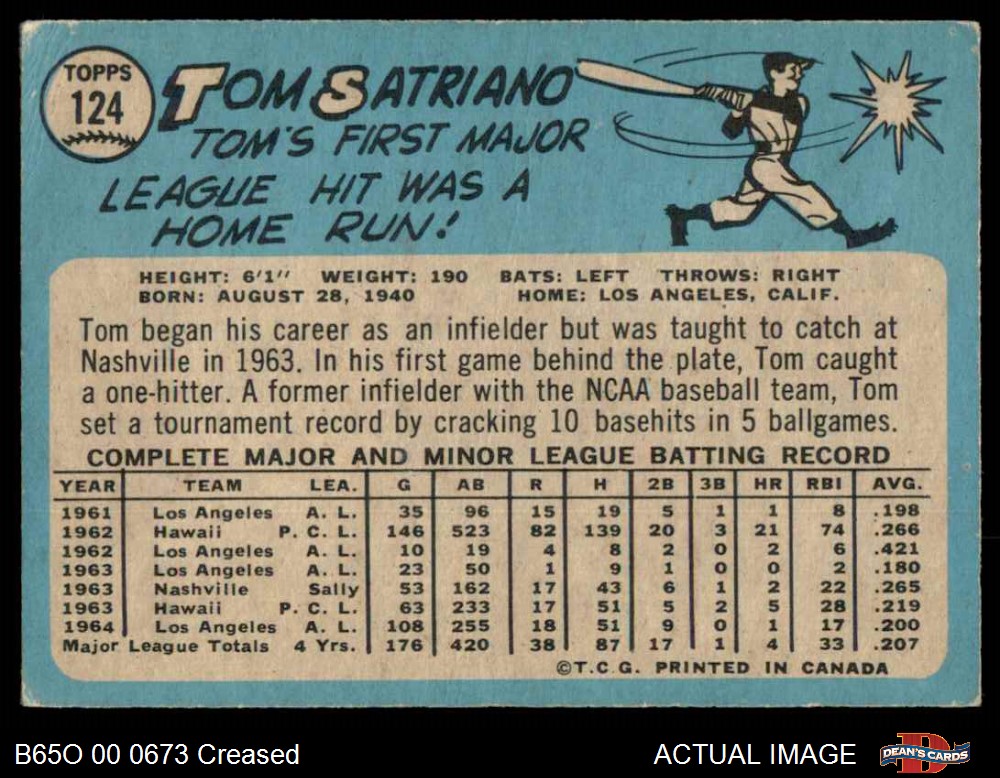 TOPPS
124
TOM SATRIANO
TOM'S FIRST MAJOR
LEAGUE HIT WAS A
HOME RUN!
HEIGHT: 6'1" WEIGHT: 190 BATS: LEFT THROWS: RIGHT
BORN: AUGUST 28, 1940 HOME: LOS ANGELES, CALIF.
Tom began his career as an infielder but was taught to catch at
Nashville in 1963. In his first game behind the plate, Tom caught
a one-hitter. A former infielder with the NCAA baseball team, Tom
set a tournament record by cracking 10 basehits in 5 ballgames.
COMPLETE MAJOR AND MINOR LEAGUE BATTING RECORD
YEAR TEAM LEA. G AB R H 2B 3B HR RBI AVG.
1961 Los Angeles A. L. 35 96 15 19 5 1 1 8 .198
1962 Hawaii P. C. L. 146 523 82 139 20 3 21 74 .266
1962 Los Angeles A. L. 10 19 4 8 2 0 2 6 .421
1963 Los Angeles A. L. 23 50 1 9 1 0 0 2 .180
1963 Nashville Sally 53 162 17 43 6 1 2 22 .265
1963 Hawaii P. C. L. 63 233 17 51 5 2 5 28 .219
1964 Los Angeles A. L. 108 255 18 51 9 0 1 17 .200
Major League Totals 4 Yrs. 176 420 38 87 17 1 4 33 .207
©T.C.G. PRINTED IN CANADA
B65O 00 0673 Creased
ACTUAL IMAGE
DEAN'S CARDS